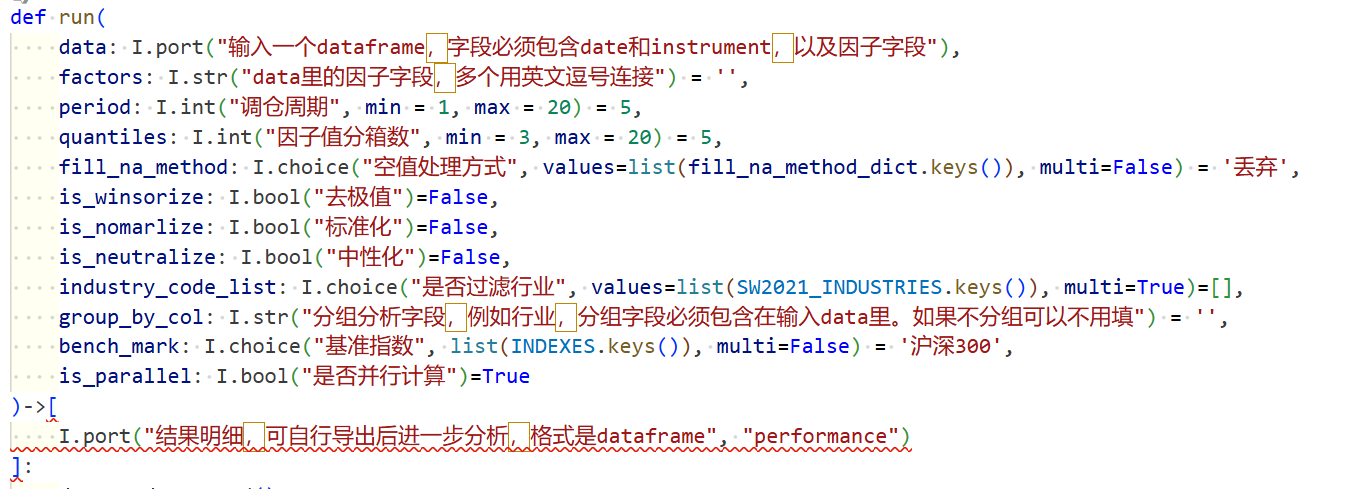 def run(
    data: I.port("输入一个dataframe，字段必须包含date和instrument，以及因子字段"),
    factors: I.str("data里的因子字段，多个用英文逗号连接") = '',
    period: I.int("调仓周期", min = 1, max = 20) = 5,
    quantiles: I.int("因子值分箱数", min = 3, max = 20) = 5,
    fill_na_method: I.choice("空值处理方式", values=list(fill_na_method_dict.keys()), multi=False) = '丢弃',
    is_winsorize: I.bool("去极值")=False,
    is_nomarlize: I.bool("标准化")=False,
    is_neutralize: I.bool("中性化")=False,
    industry_code_list: I.choice("是否过滤行业", values=list(SW2021_INDUSTRIES.keys()), multi=True)=[],
    group_by_col: I.str("分组分析字段，例如行业，分组字段必须包含在输入data里。如果不分组可以不用填") = '',
    bench_mark: I.choice("基准指数", list(INDEXES.keys()), multi=False) = '沪深300',
    is_parallel: I.bool("是否并行计算")=True
)->[
    I.port("结果明细，可自行导出后进一步分析，格式是dataframe", "performance")
]: